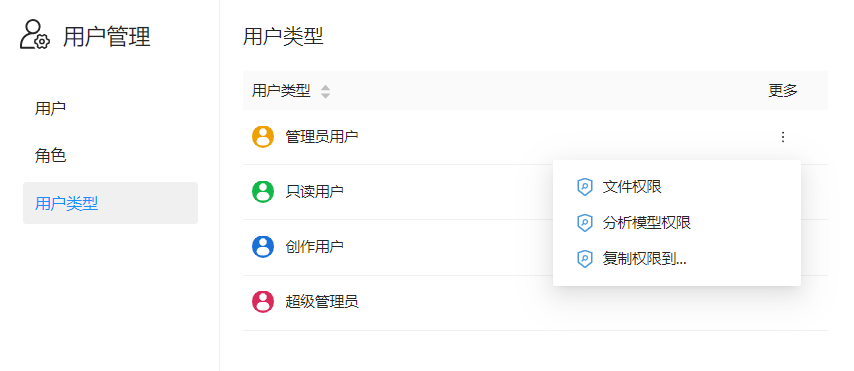 用户管理
用户
角色
用户类型
用户类型
用户类型 更多
管理员用户
只读用户
创作用户
超级管理员
文件权限
分析模型权限
复制权限到...